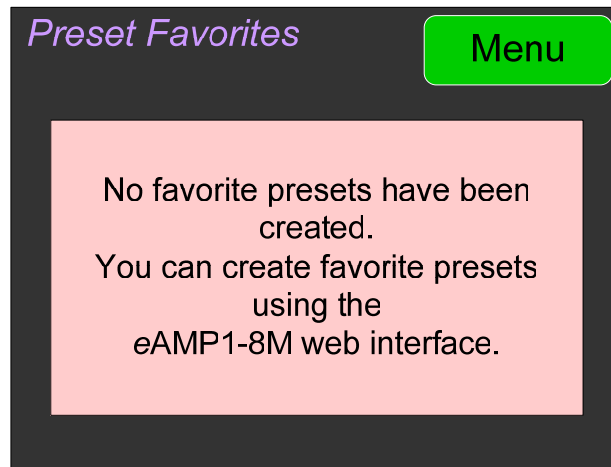 Preset Favorites
Menu
No favorite presets have been
created.
You can create favorite presets
using the
eAMP1-8M web interface.